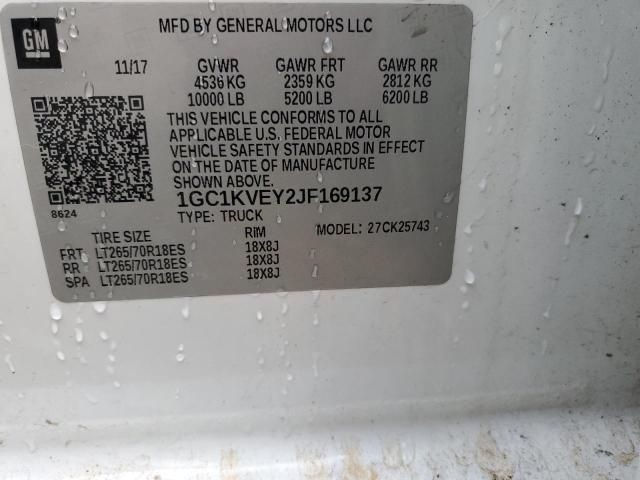 GM
MFD BY GENERAL MOTORS LLC
11/17 GVWR GAWR FRT GAWR RR
4536 KG 2359 KG 2812 KG
10000 LB 5200 LB 6200 LB
THIS VEHICLE CONFORMS TO ALL
APPLICABLE U.S. FEDERAL MOTOR
VEHICLE SAFETY STANDARDS IN EFFECT
ON THE DATE OF MANUFACTURE
SHOWN ABOVE.
8624
1GC1KVEY2JF169137
TYPE: TRUCK MODEL: 27CK25743
TIRE SIZE RIM
FRT LT265/70R18ES 18X8J
RR LT265/70R18ES 18X8J
SPA LT265/70R18ES 18X8J